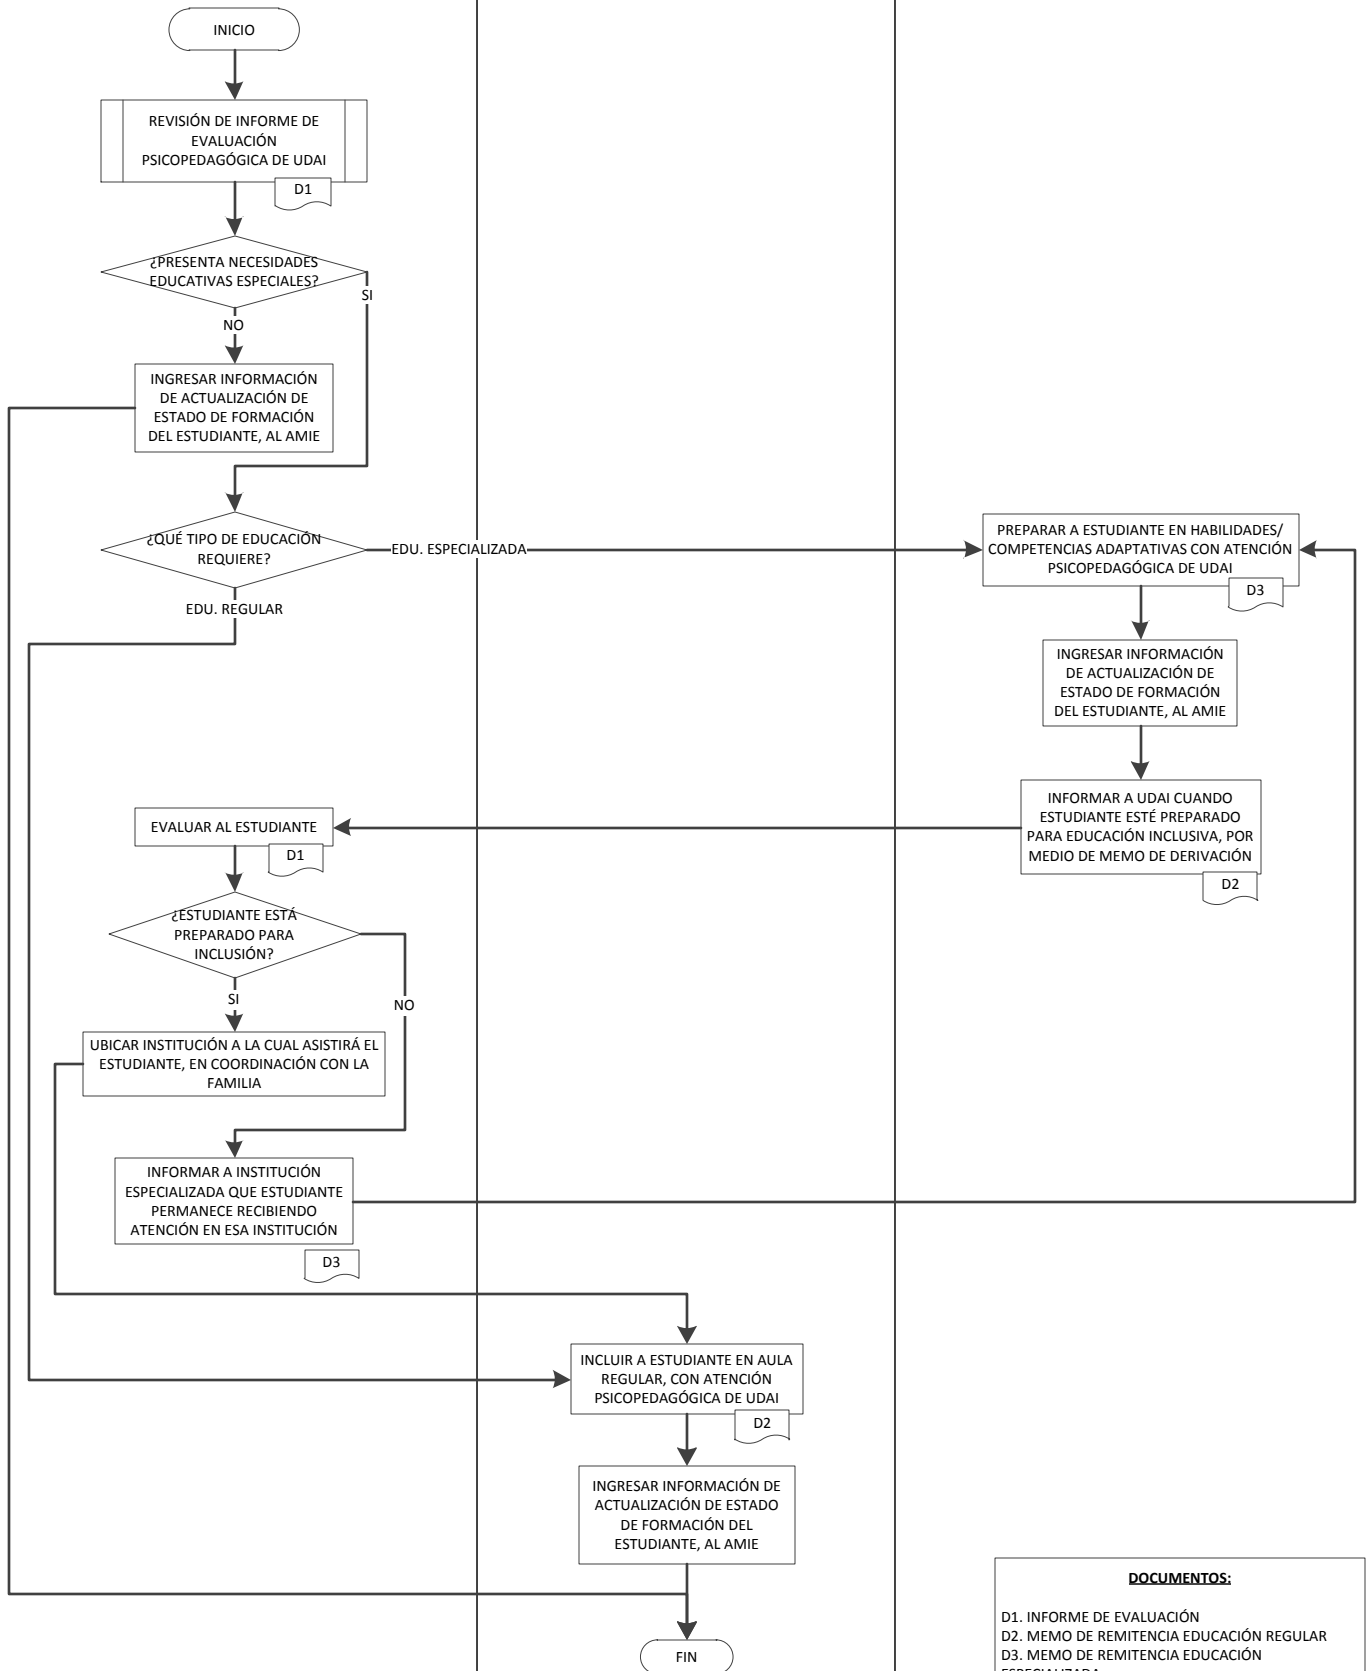 INICIO
REVISIÓN DE INFORME DE
EVALUACIÓN
PSICOPEDAGÓGICA DE UDAI
D1
¿PRESENTA NECESIDADES
EDUCATIVAS ESPECIALES?
SI
NO
INGRESAR INFORMACIÓN
DE ACTUALIZACIÓN DE
ESTADO DE FORMACIÓN
DEL ESTUDIANTE, AL AMIE
¿QUÉ TIPO DE EDUCACIÓN
REQUIERE?
EDU. ESPECIALIZADA
EDU. REGULAR
PREPARAR A ESTUDIANTE EN HABILIDADES/
COMPETENCIAS ADAPTATIVAS CON ATENCIÓN
PSICOPEDAGÓGICA DE UDAI
D3
INGRESAR INFORMACIÓN
DE ACTUALIZACIÓN DE
ESTADO DE FORMACIÓN
DEL ESTUDIANTE, AL AMIE
INFORMAR A UDAI CUANDO
ESTUDIANTE ESTÉ PREPARADO
PARA EDUCACIÓN INCLUSIVA, POR
MEDIO DE MEMO DE DERIVACIÓN
D2
EVALUAR AL ESTUDIANTE
D1
¿ESTUDIANTE ESTÁ
PREPARADO PARA
INCLUSIÓN?
SI
NO
UBICAR INSTITUCIÓN A LA CUAL ASISTIRÁ EL
ESTUDIANTE, EN COORDINACIÓN CON LA
FAMILIA
INFORMAR A INSTITUCIÓN
ESPECIALIZADA QUE ESTUDIANTE
PERMANECE RECIBIENDO
ATENCIÓN EN ESA INSTITUCIÓN
D3
INCLUIR A ESTUDIANTE EN AULA
REGULAR, CON ATENCIÓN
PSICOPEDAGÓGICA DE UDAI
D2
INGRESAR INFORMACIÓN DE
ACTUALIZACIÓN DE ESTADO
DE FORMACIÓN DEL
ESTUDIANTE, AL AMIE
FIN
DOCUMENTOS:
D1. INFORME DE EVALUACIÓN
D2. MEMO DE REMITENCIA EDUCACIÓN REGULAR
D3. MEMO DE REMITENCIA EDUCACIÓN
ESPECIALIZADA